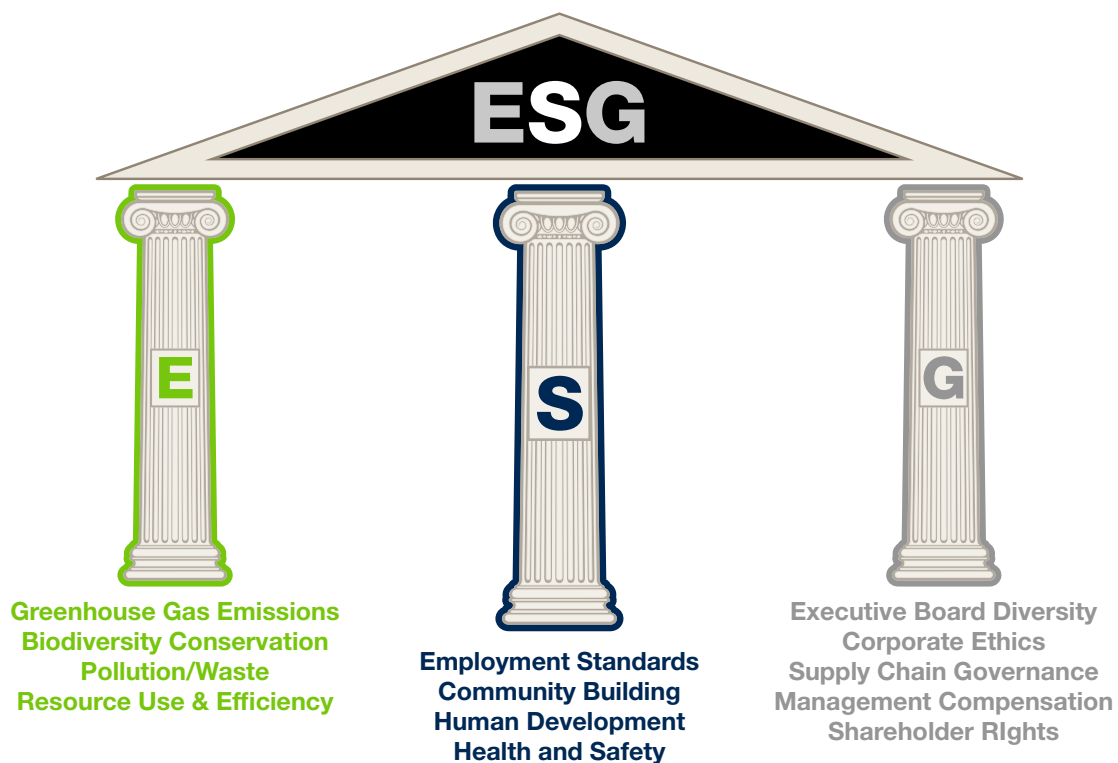 ESG
E
S
G
Greenhouse Gas Emissions
Biodiversity Conservation
Pollution/Waste
Resource Use & Efficiency
Employment Standards
Community Building
Human Development
Health and Safety
Executive Board Diversity
Corporate Ethics
Supply Chain Governance
Management Compensation
Shareholder RIghts